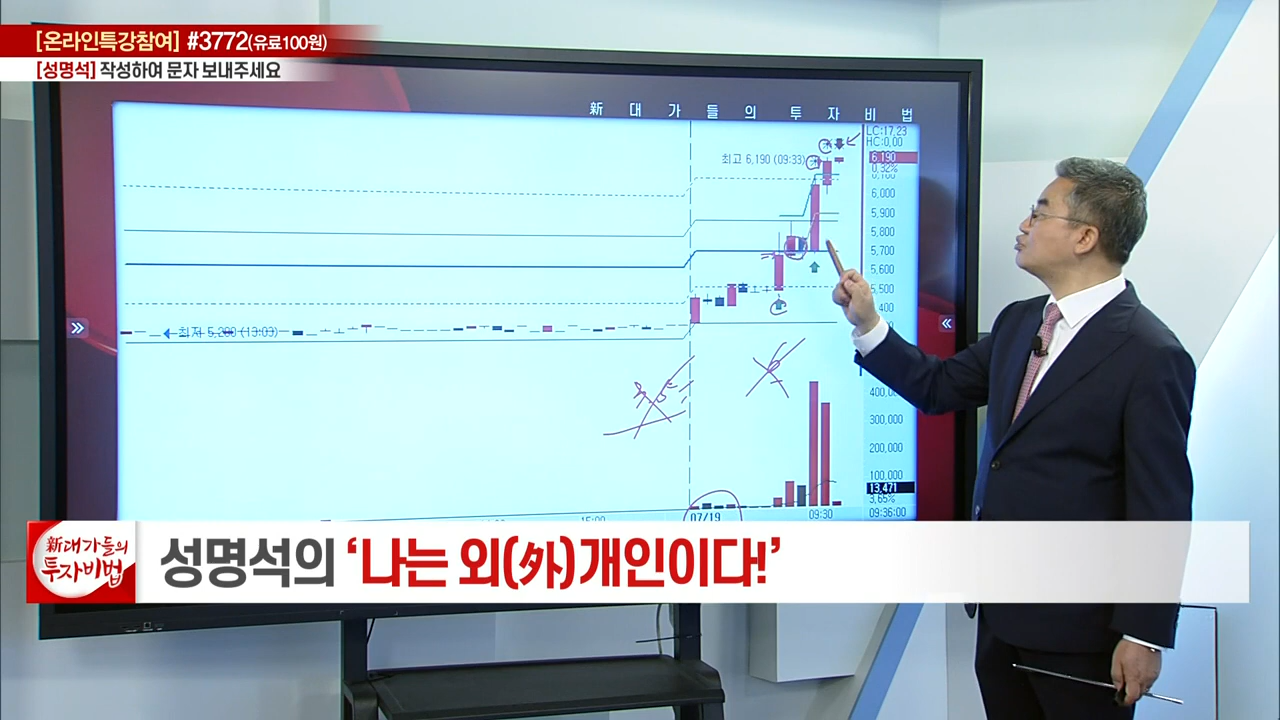 [온라인특강참여] #3772(유료100원)
[성명석] 작성하여 문자 보내주세요
新 대 가 들 의 투 자 비 법
LC:17,23
HC:0,00
최고 6,190 (09:33)
6,190
0,32%
6,000
5,900
5,800
5,700
5,600
5,500
400
최저 5,200 (13:03)
400,000
300,000
200,000
100,000
13,471
3,65%
15:00
07/19
09:30
09:36:00
新대가들의
투자비법
성명석의 ‘나는 외(外)개인이다!’